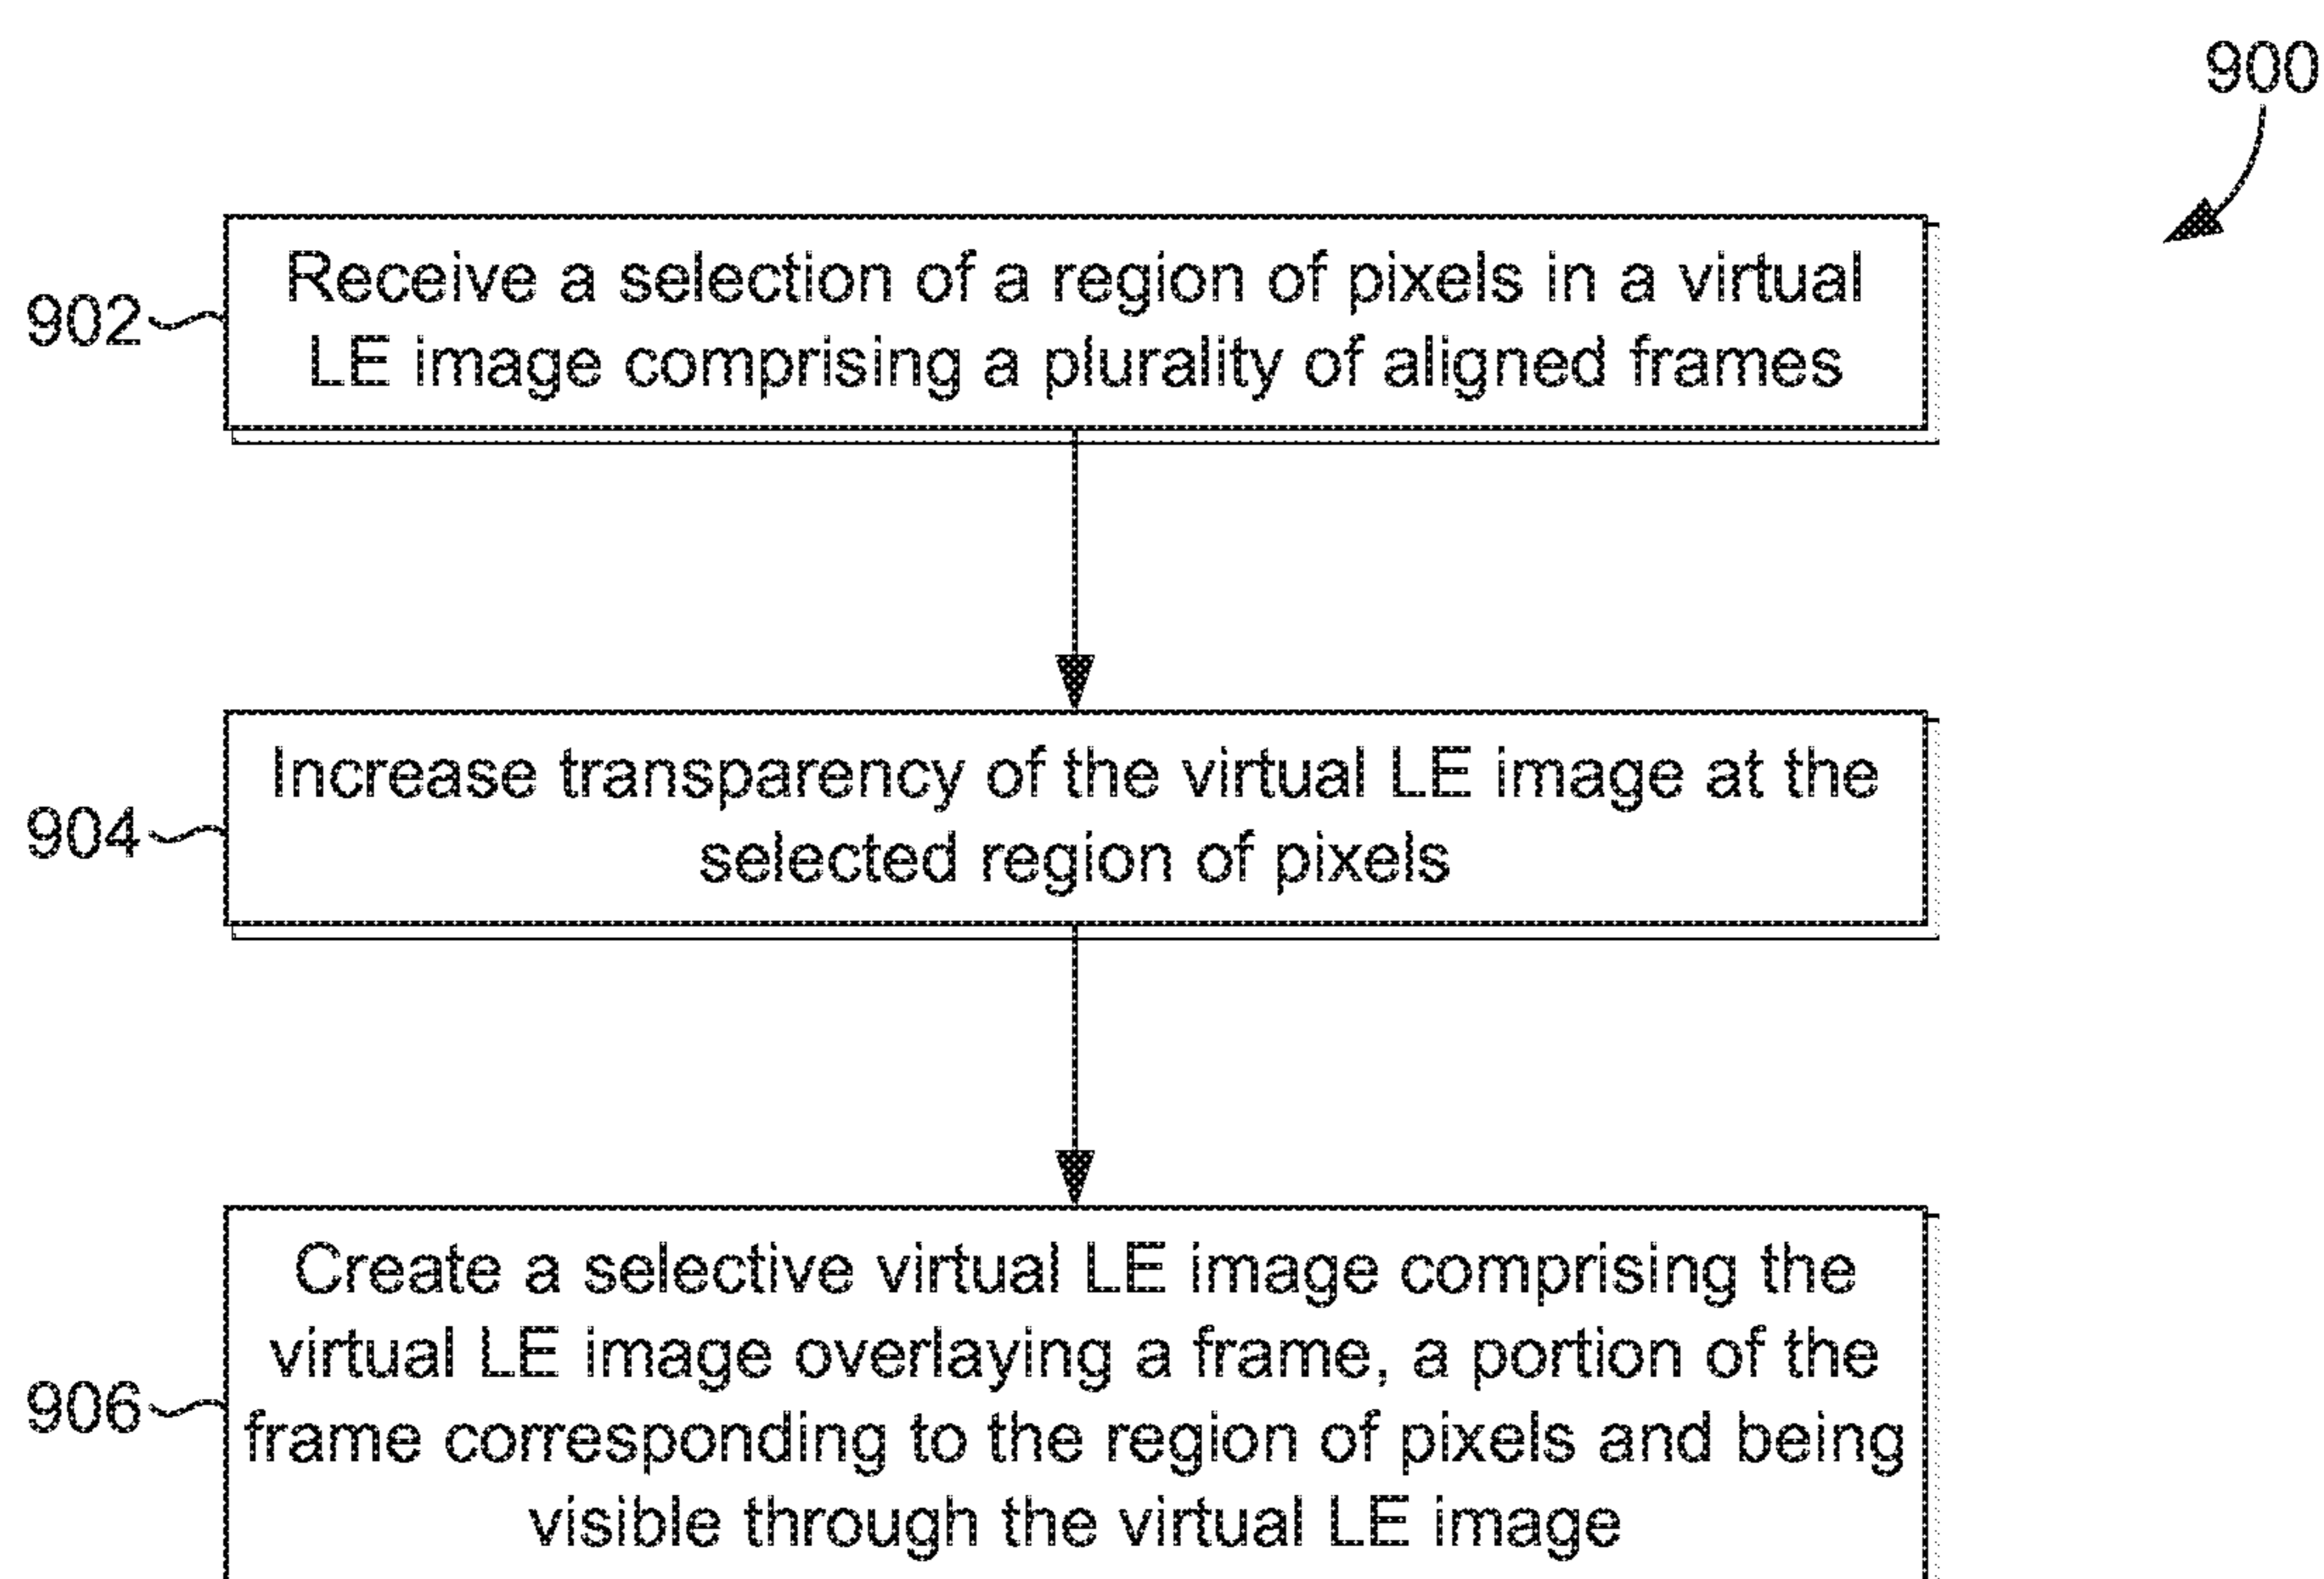 900
902
Receive a selection of a region of pixels in a virtual
LE image comprising a plurality of aligned frames
904
Increase transparency of the virtual LE image at the
selected region of pixels
906
Create a selective virtual LE image comprising the
virtual LE image overlaying a frame, a portion of the
frame corresponding to the region of pixels and being
visible through the virtual LE image